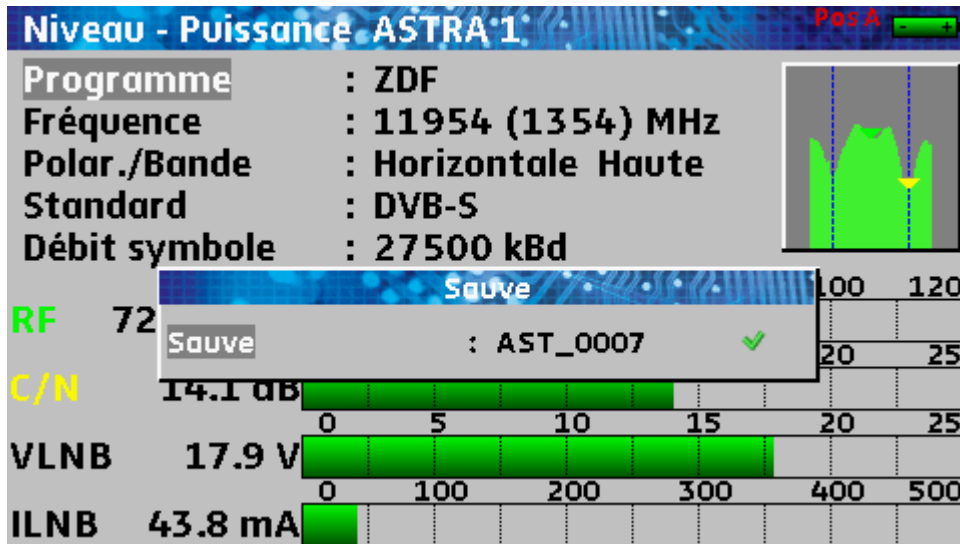 Niveau - Puissance ASTRA 1 Pos A - +
Programme : ZDF
Fréquence : 11954 (1354) MHz
Polar./Bande : Horizontale Haute
Standard : DVB-S
Débit symbole : 27500 kBd
Sauve
100 120
RF 72
Sauve : AST_0007
20 25
C/N 14.1 dB
0 5 10 15 20 25
VLNB 17.9 V
0 100 200 300 400 500
ILNB 43.8 mA